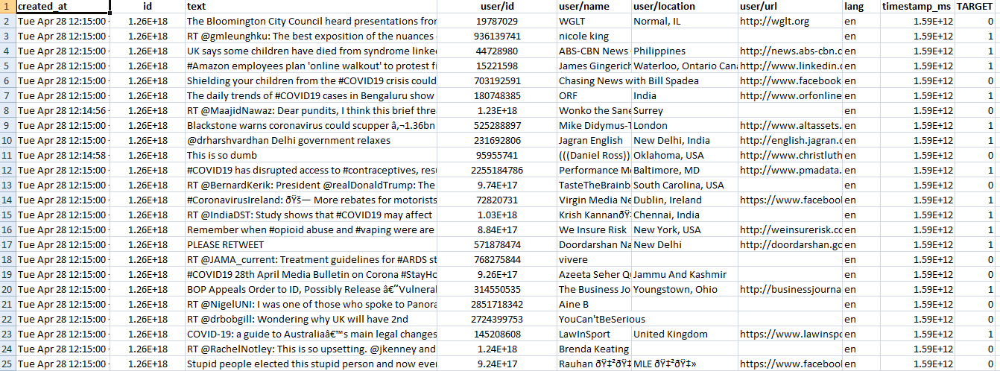 1 created_at id text user/id user/name user/location user/url lang timestamp_ms TARGET
2 Tue Apr 28 12:15:00 1.26E+18 The Bloomington City Council heard presentations fror 19787029 WGLT Normal, IL http://wglt.org en 1.59E+12 0
3 Tue Apr 28 12:15:00 1.26E+18 RT @gmleunghku: The best exposition of the nuances 936139741 nicole king en 1.59E+12 1
4 Tue Apr 28 12:15:00 1.26E+18 UK says some children have died from syndrome linke 44728980 ABS-CBN News Philippines http://news.abs-cbn.c en 1.59E+12 1
5 Tue Apr 28 12:15:00 1.26E+18 #Amazon employees plan 'online walkout' to protest fi 15221598 James Gingerich Waterloo, Ontario Cana http://www.linkedin.c en 1.59E+12 1
6 Tue Apr 28 12:15:00 1.26E+18 Shielding your children from the #COVID19 crisis could 703192591 Chasing News with Bill Spadea http://www.facebook en 1.59E+12 0
7 Tue Apr 28 12:15:00 1.26E+18 The daily trends of #COVID19 cases in Bengaluru show 180748385 ORF India http://www.orfonline en 1.59E+12 1
8 Tue Apr 28 12:14:56 1.26E+18 RT @MaajidNawaz: Dear pundits, I think this brief threa 1.23E+18 Wonko the Sane Surrey en 1.59E+12 0
9 Tue Apr 28 12:15:00 1.26E+18 Blackstone warns coronavirus could scupper â‚¬1.36bn 525288897 Mike Didymus-T London http://www.altassets. en 1.59E+12 1
10 Tue Apr 28 12:15:00 1.26E+18 @drharshvardhan Delhi government relaxes 231692806 Jagran English New Delhi, India http://english.jagran.c en 1.59E+12 1
11 Tue Apr 28 12:14:58 1.26E+18 This is so dumb 95955741 (((Daniel Ross)) Oklahoma, USA http://www.christluth en 1.59E+12 0
12 Tue Apr 28 12:15:00 1.26E+18 #COVID19 has disrupted access to #contraceptives, resu 2255184786 Performance Mo Baltimore, MD http://www.pmadata. en 1.59E+12 1
13 Tue Apr 28 12:15:00 1.26E+18 RT @BernardKerik: President @realDonaldTrump: The 9.74E+17 TasteTheBrainb South Carolina, USA en 1.59E+12 0
14 Tue Apr 28 12:15:00 1.26E+18 #CoronavirusIreland: ðŸš— More rebates for motorists 72820731 Virgin Media Ne Dublin, Ireland https://www.facebool en 1.59E+12 1
15 Tue Apr 28 12:15:00 1.26E+18 RT @IndiaDST: Study shows that #COVID19 may affect 1.03E+18 Krish KannanðŸ‡ Chennai, India en 1.59E+12 1
16 Tue Apr 28 12:15:00 1.26E+18 Remember when #opioid abuse and #vaping were are 8.84E+17 We Insure Risk New York, USA http://weinsurerisk.co en 1.59E+12 1
17 Tue Apr 28 12:15:00 1.26E+18 PLEASE RETWEET 571878474 Doordarshan Na New Delhi http://doordarshan.go en 1.59E+12 1
18 Tue Apr 28 12:15:00 1.26E+18 RT @JAMA_current: Treatment guidelines for #ARDS st 768275844 vivere en 1.59E+12 0
19 Tue Apr 28 12:15:00 1.26E+18 #COVID19 28th April Media Bulletin on Corona #StayHo 9.26E+17 Azeeta Seher Q Jammu And Kashmir en 1.59E+12 0
20 Tue Apr 28 12:15:00 1.26E+18 BOP Appeals Order to ID, Possibly Release â€˜Vulneral 314550535 The Business Jo Youngstown, Ohio http://businessjourna en 1.59E+12 1
21 Tue Apr 28 12:15:00 1.26E+18 RT @NigelUNI: I was one of those who spoke to Panora 2851718342 Aine B en 1.59E+12 0
22 Tue Apr 28 12:15:00 1.26E+18 RT @drbobgill: Wondering why UK will have 2nd 2724399753 YouCan'tBeSerious en 1.59E+12 0
23 Tue Apr 28 12:15:00 1.26E+18 COVID-19: a guide to Australiaâ€™s main legal changes 145208608 LawInSport United Kingdom https://www.lawinspo en 1.59E+12 1
24 Tue Apr 28 12:15:00 1.26E+18 RT @RachelNotley: This is so upsetting. @jkenney and 1.24E+18 Brenda Keating en 1.59E+12 0
25 Tue Apr 28 12:15:00 1.26E+18 Stupid people elected this stupid person and now ever 9.24E+17 Rauhan ðŸ‡²ðŸ‡ MLE ðŸ‡²ðŸ‡» https://www.facebool en 1.59E+12 0